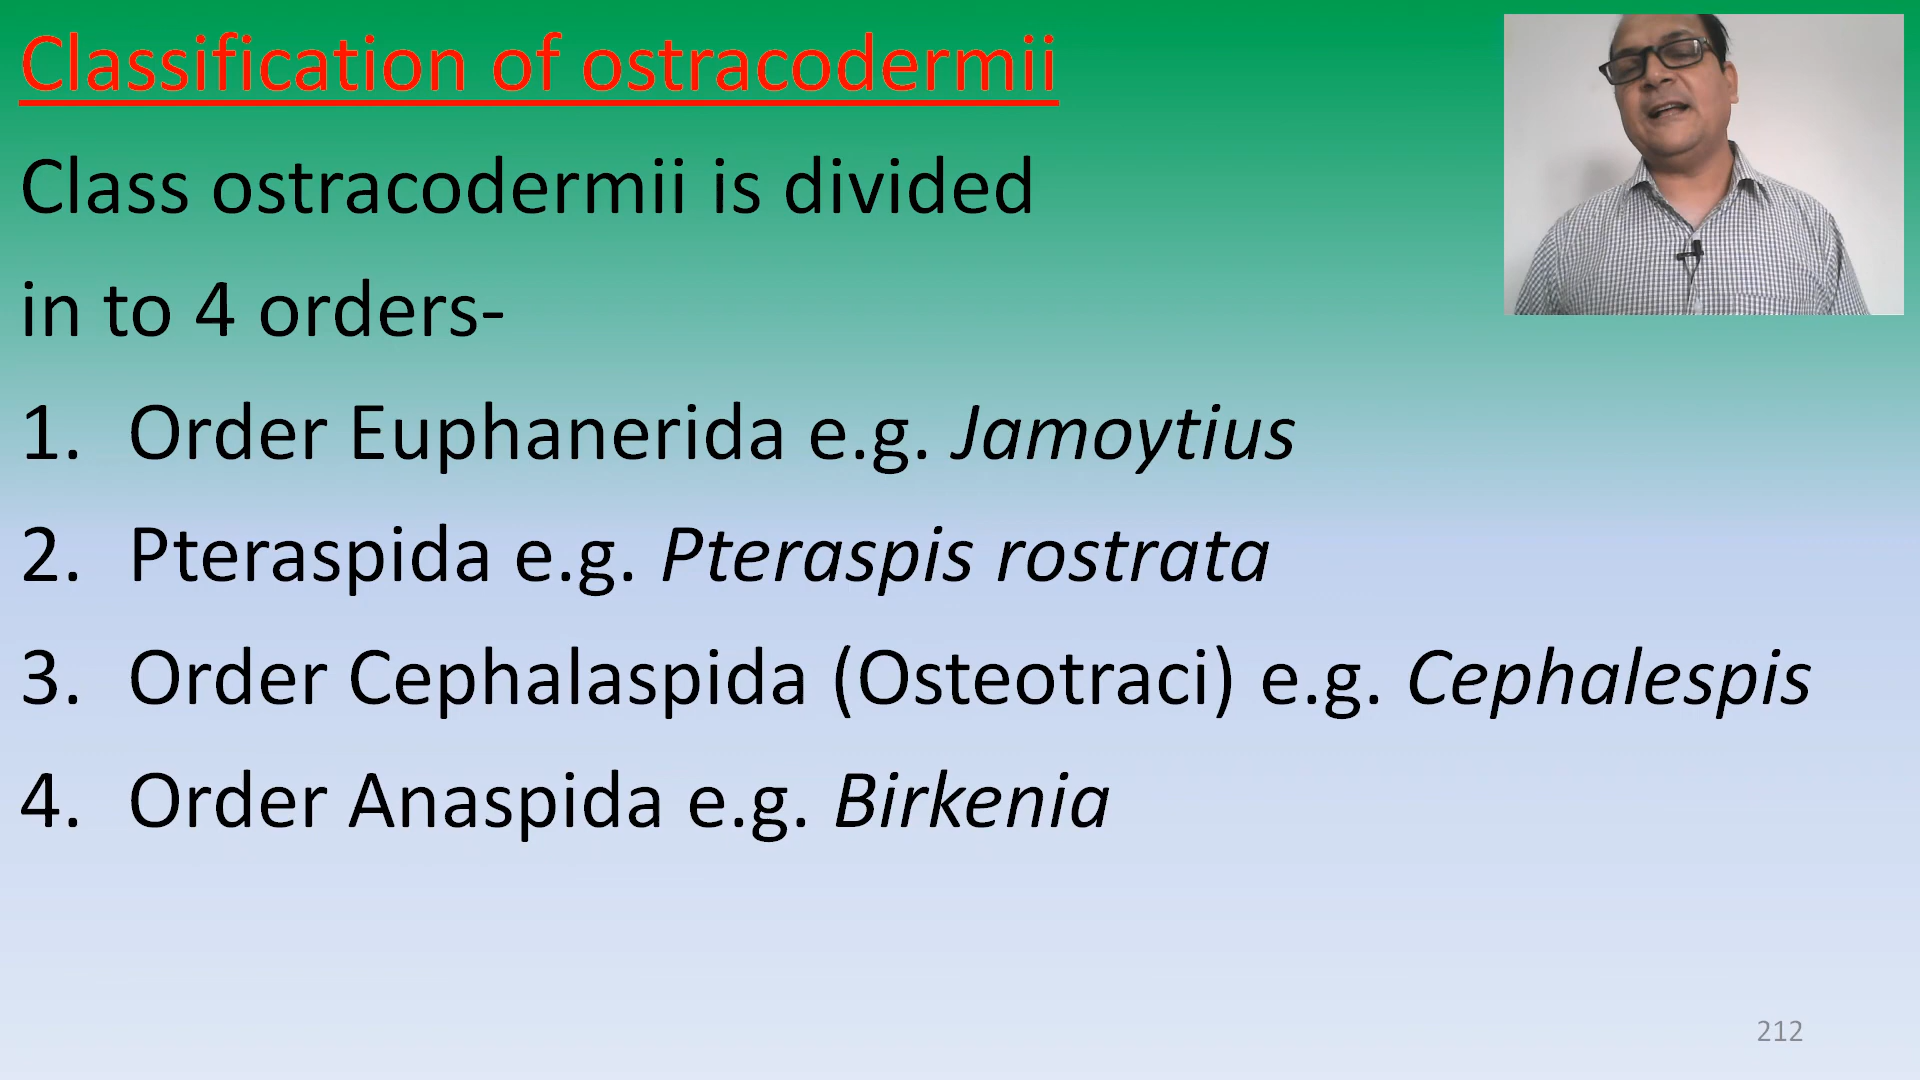 Classification of ostracodermii
Class ostracodermii is divided
in to 4 orders-
1. Order Euphanerida e.g. Jamoytius
2. Pteraspida e.g. Pteraspis rostrata
3. Order Cephalaspida (Osteotraci) e.g. Cephalespis
4. Order Anaspida e.g. Birkenia
212